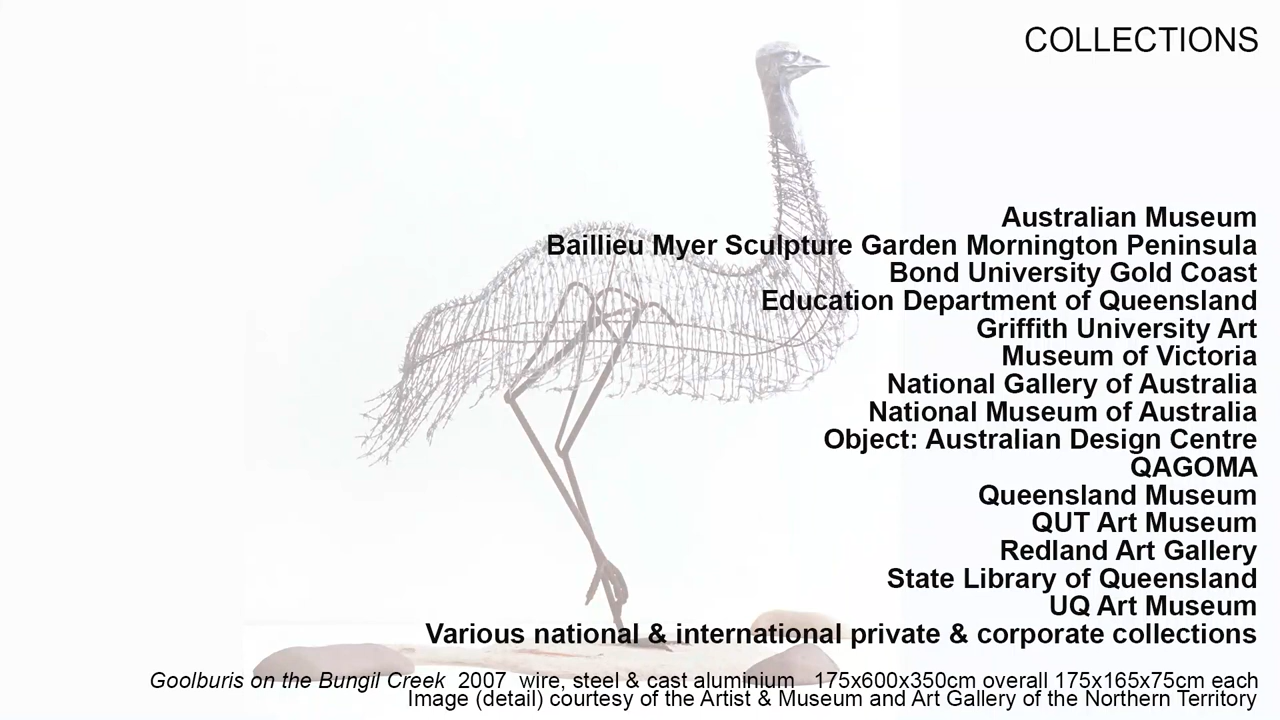 COLLECTIONS
Australian Museum
Baillieu Myer Sculpture Garden Mornington Peninsula
Bond University Gold Coast
Education Department of Queensland
Griffith University Art
Museum of Victoria
National Gallery of Australia
National Museum of Australia
Object: Australian Design Centre
QAGOMA
Queensland Museum
QUT Art Museum
Redland Art Gallery
State Library of Queensland
UQ Art Museum
Various national & international private & corporate collections
Goolburis on the Bungil Creek 2007 wire, steel & cast aluminium 175x600x350cm overall 175x165x75cm each
Image (detail) courtesy of the Artist & Museum and Art Gallery of the Northern Territory